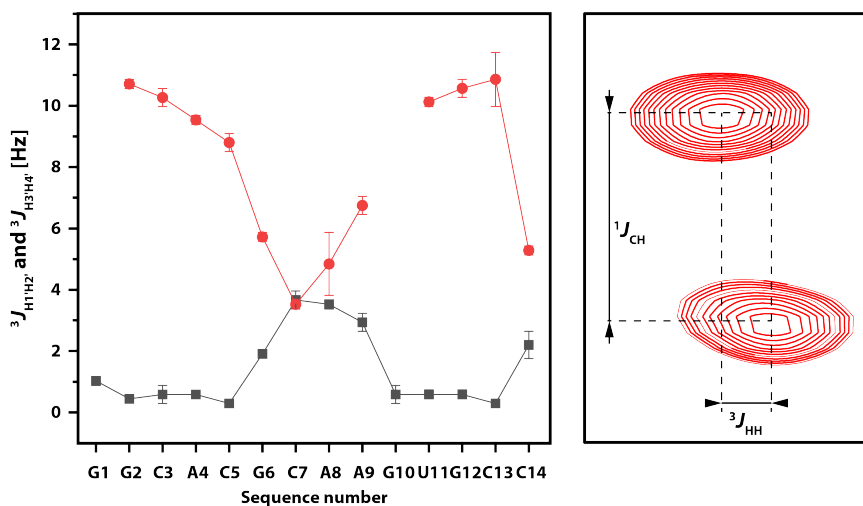 ³J_H1'H2' and ³J_H3'H4' [Hz]
12
10
8
6
4
2
0
G1 G2 C3 A4 C5 G6 C7 A8 A9 G10 U11 G12 C13 C14
Sequence number
¹J_CH
³J_HH